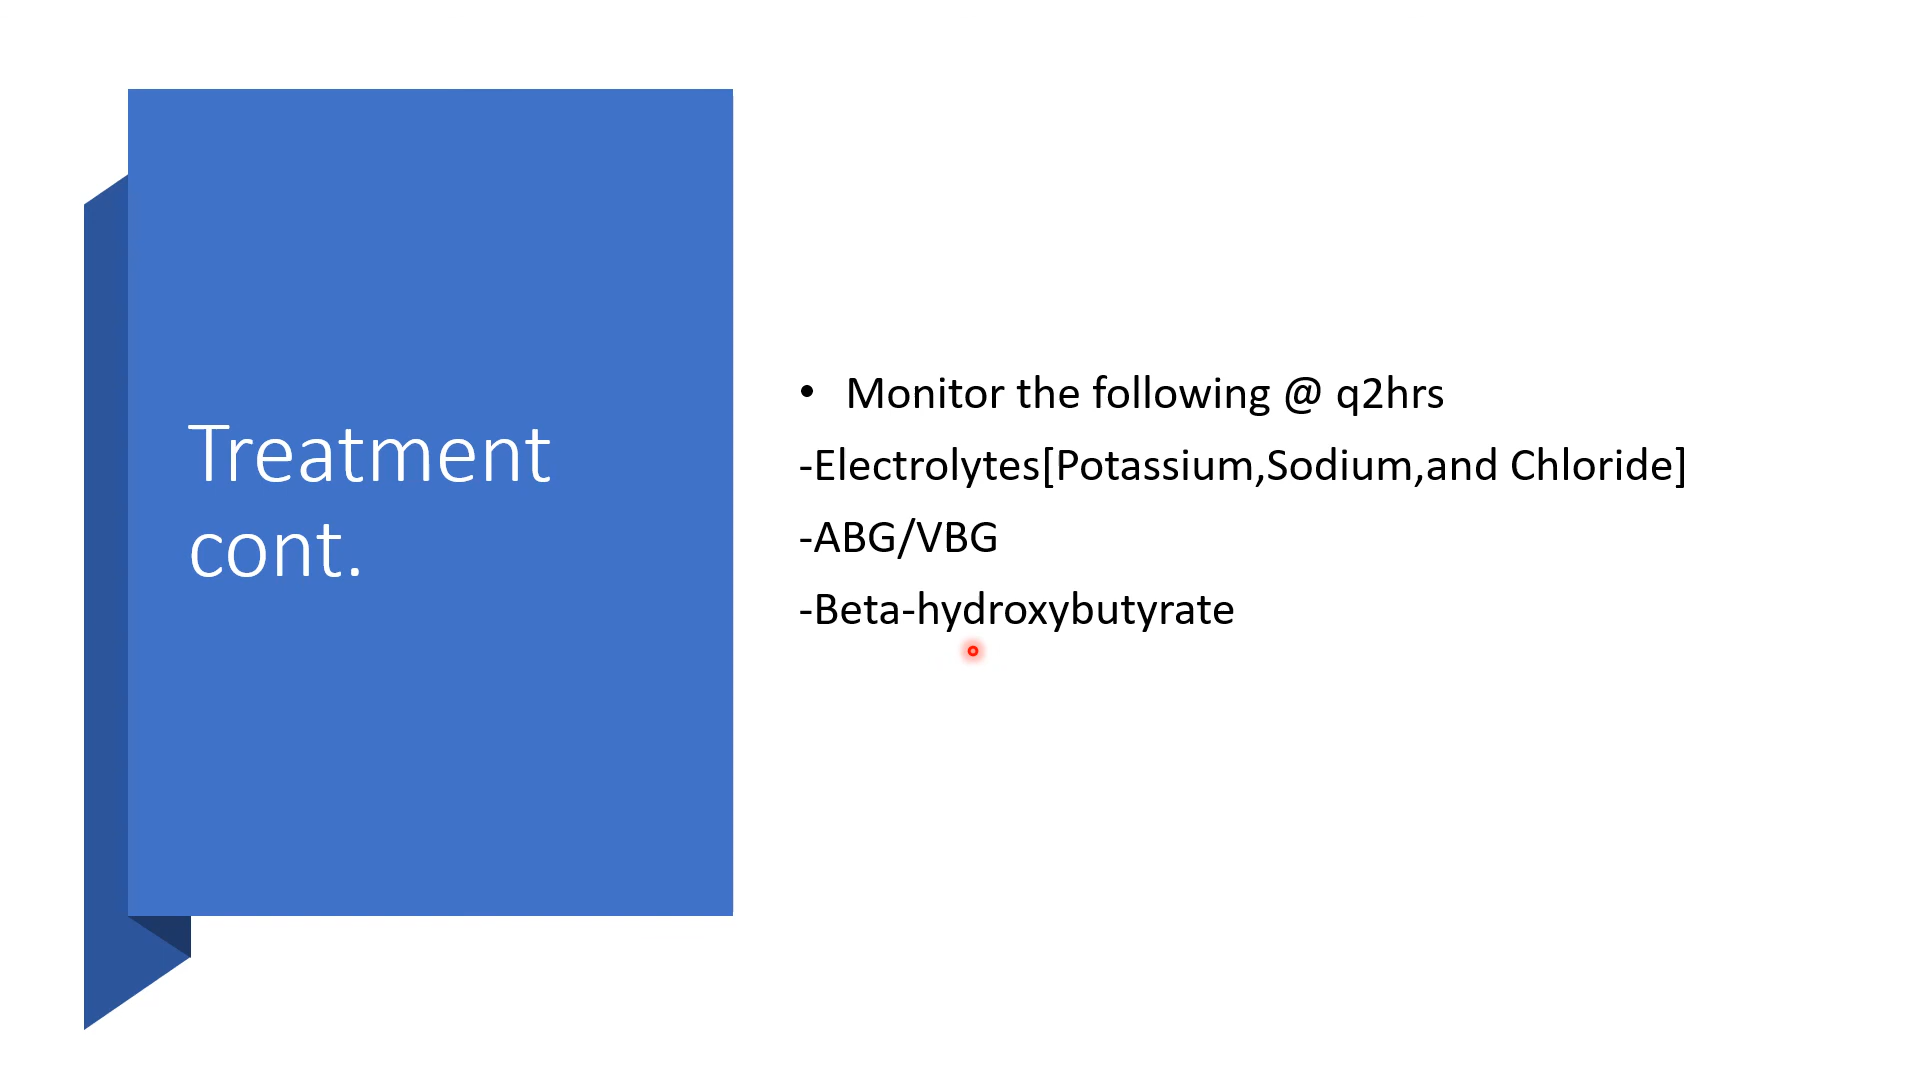 Treatment
cont.
• Monitor the following @ q2hrs
-Electrolytes[Potassium,Sodium,and Chloride]
-ABG/VBG
-Beta-hydroxybutyrate